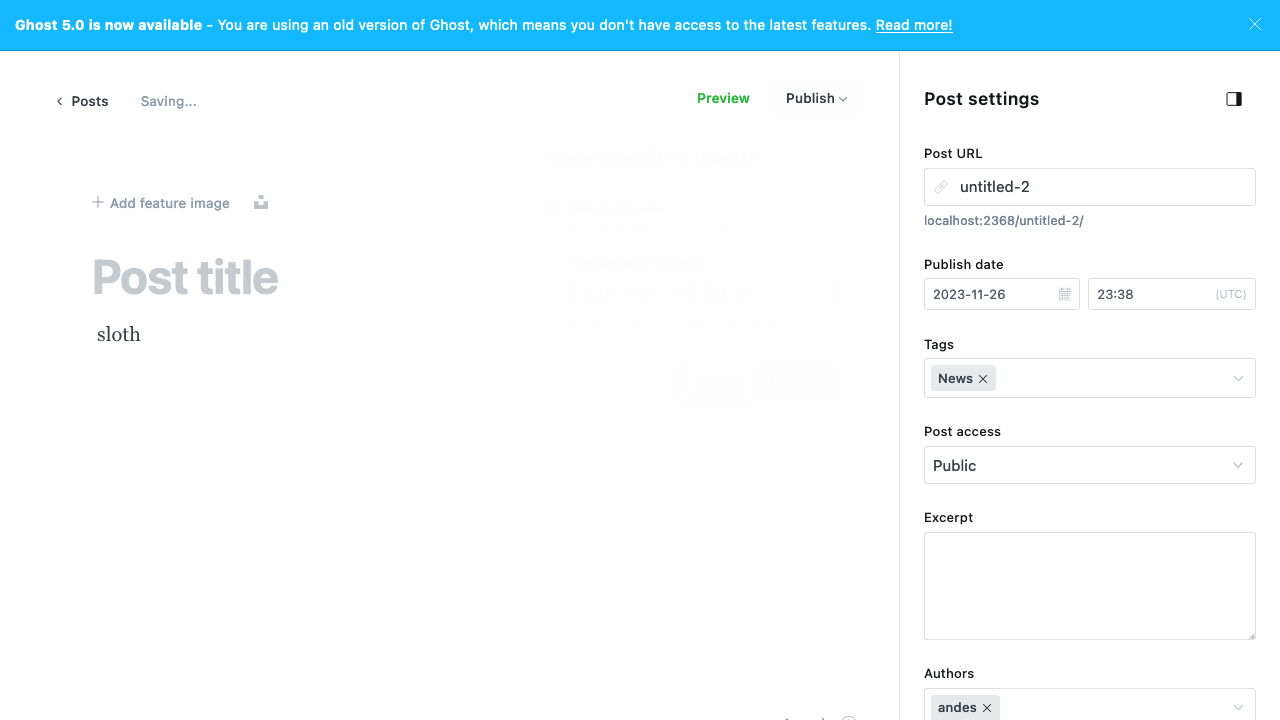 Ghost 5.0 is now available - You are using an old version of Ghost, which means you don't have access to the latest features. Read more!
Posts
Saving...
Preview
Publish
Add feature image
Post title
sloth
Post settings
Post URL
untitled-2
localhost:2368/untitled-2/
Publish date
2023-11-26
23:38
(UTC)
Tags
News
Post access
Public
Excerpt
Authors
andes